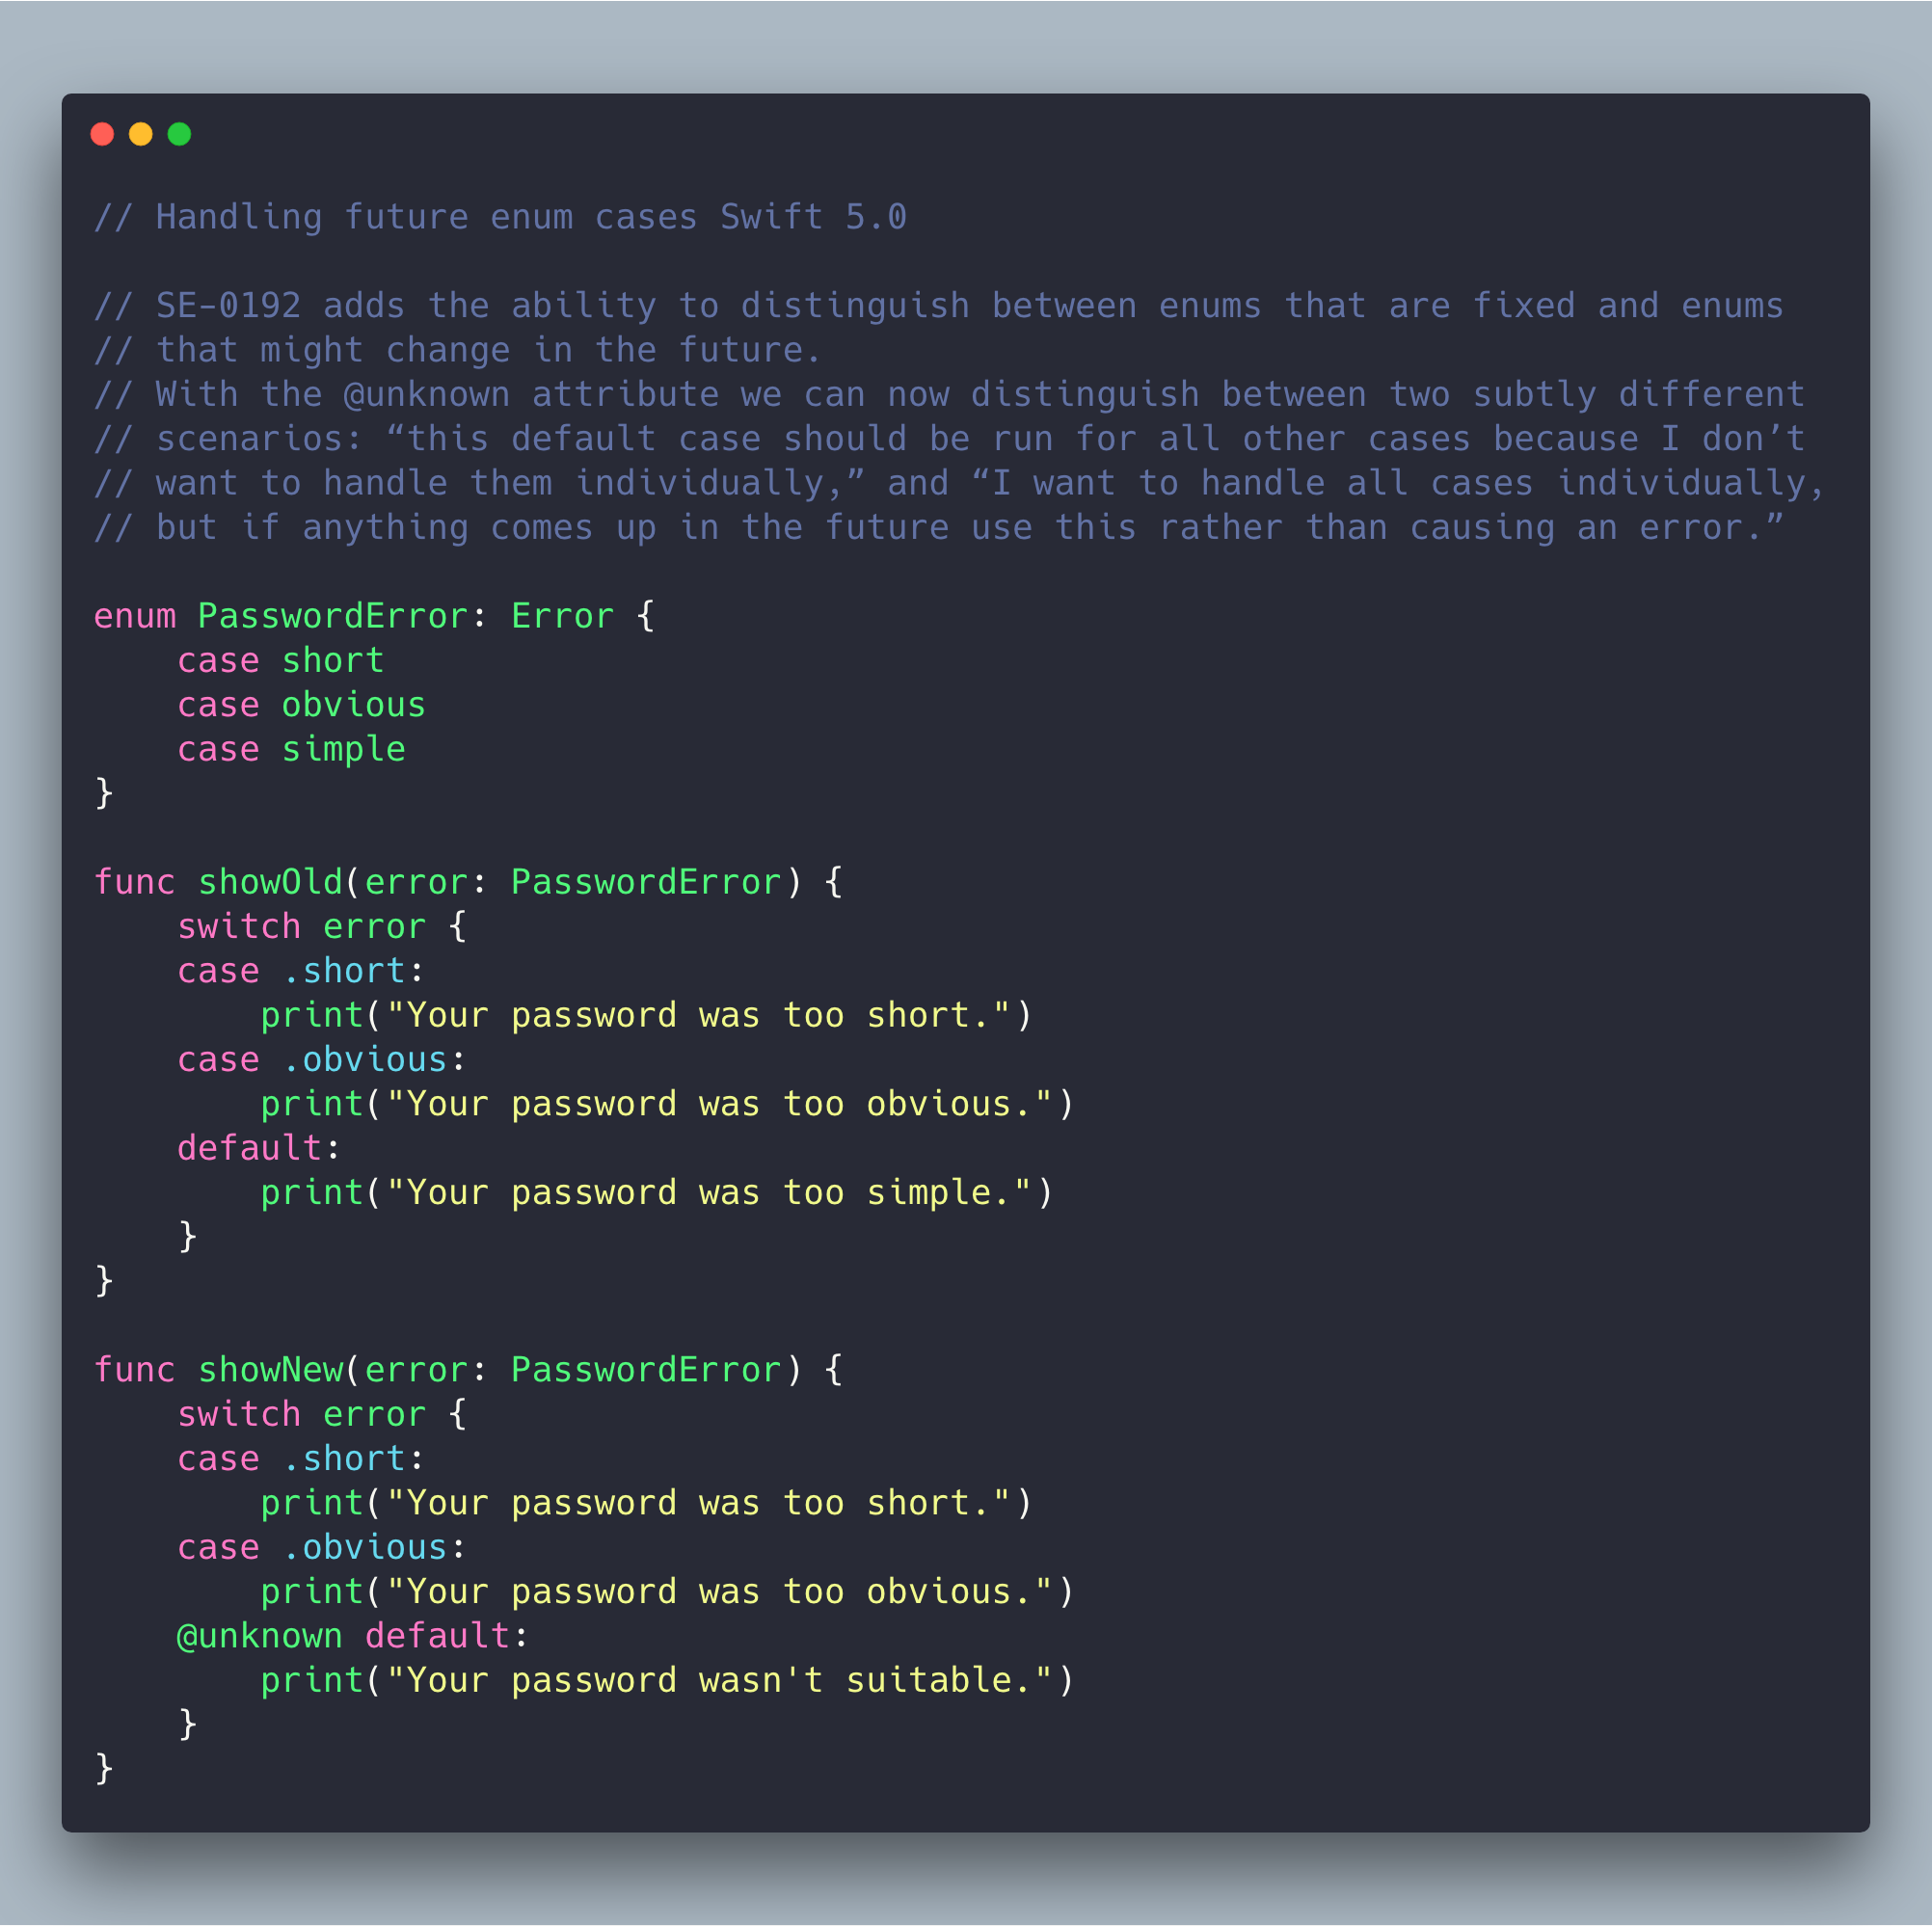 // Handling future enum cases Swift 5.0

// SE-0192 adds the ability to distinguish between enums that are fixed and enums
// that might change in the future.
// With the @unknown attribute we can now distinguish between two subtly different
// scenarios: “this default case should be run for all other cases because I don’t
// want to handle them individually,” and “I want to handle all cases individually,
// but if anything comes up in the future use this rather than causing an error.”

enum PasswordError: Error {
    case short
    case obvious
    case simple
}

func showOld(error: PasswordError) {
    switch error {
    case .short:
        print("Your password was too short.")
    case .obvious:
        print("Your password was too obvious.")
    default:
        print("Your password was too simple.")
    }
}

func showNew(error: PasswordError) {
    switch error {
    case .short:
        print("Your password was too short.")
    case .obvious:
        print("Your password was too obvious.")
    @unknown default:
        print("Your password wasn't suitable.")
    }
}